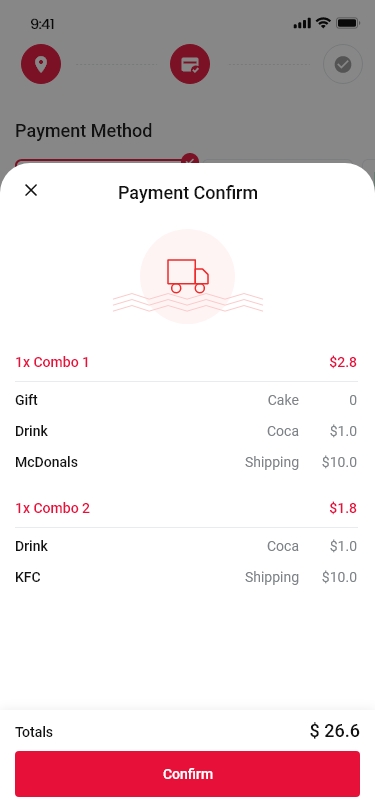 9:41
Payment Method
Payment Confirm
1x Combo 1 $2.8
Gift Cake 0
Drink Coca $1.0
McDonals Shipping $10.0
1x Combo 2 $1.8
Drink Coca $1.0
KFC Shipping $10.0
Totals $ 26.6
Confirm